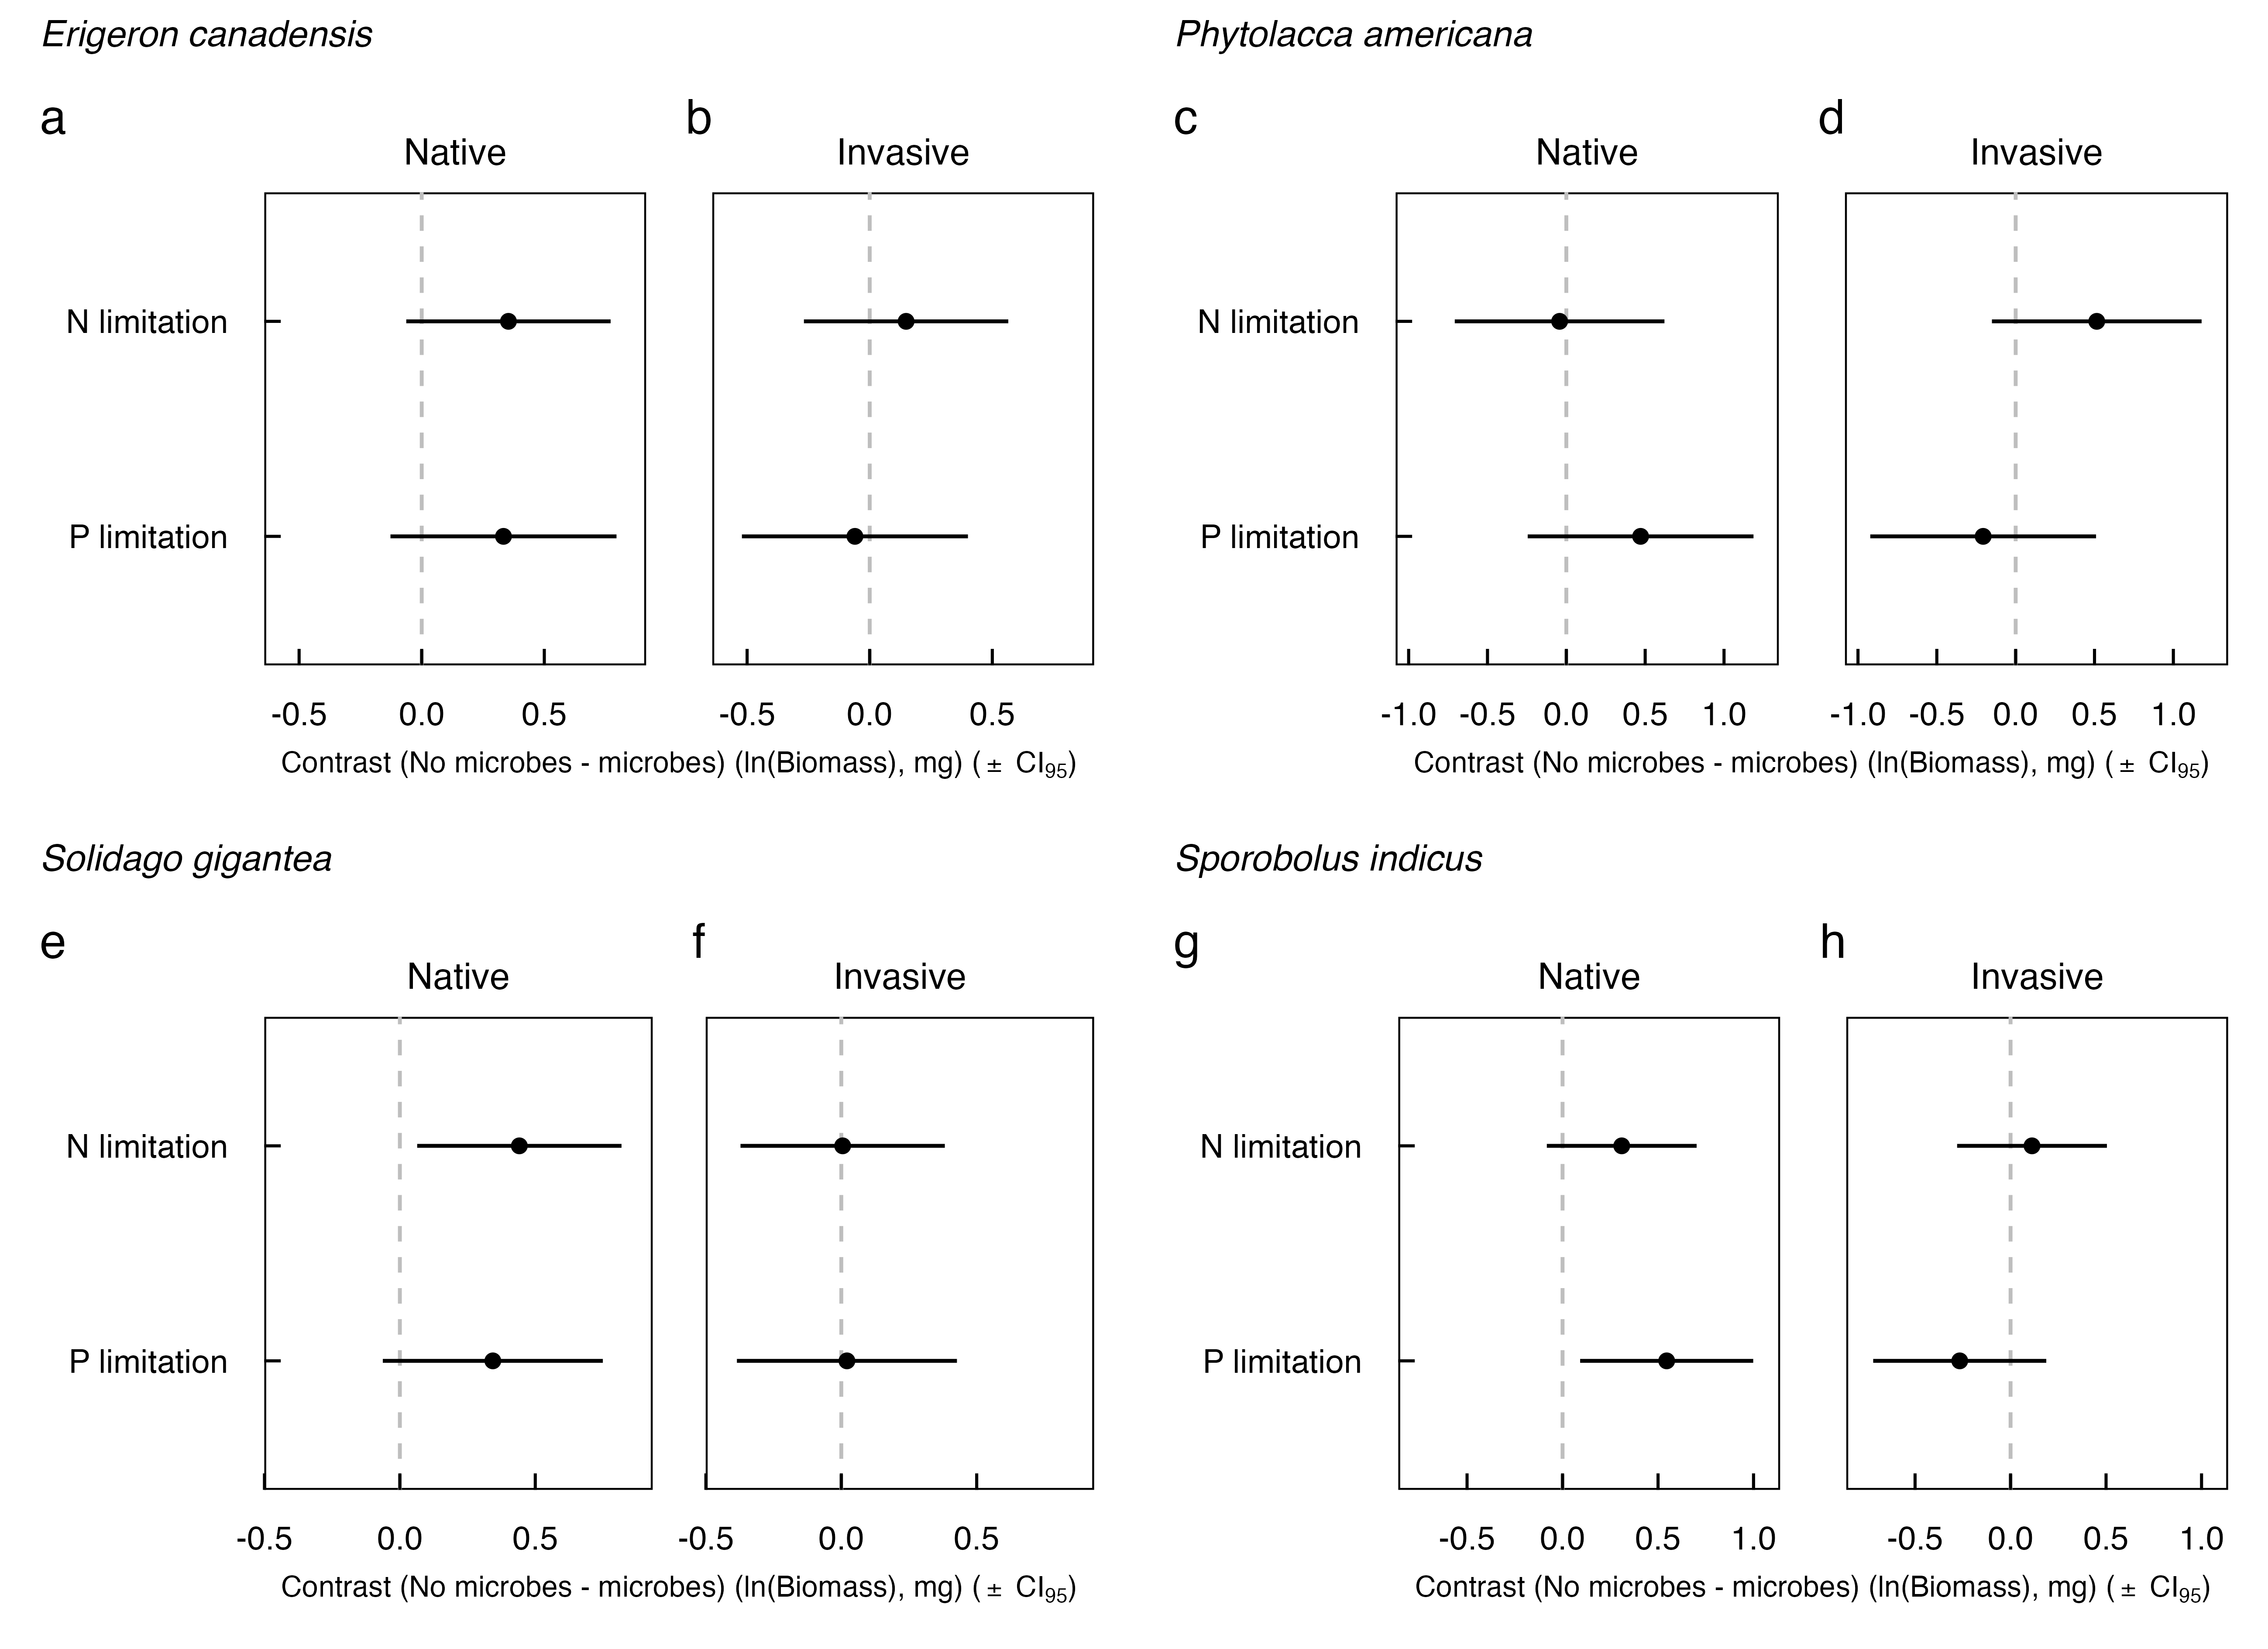 Erigeron canadensis
Phytolacca americana
a
b
c
d
Native
Invasive
Native
Invasive
N limitation
P limitation
N limitation
P limitation
-0.5 0.0 0.5
-0.5 0.0 0.5
-1.0 -0.5 0.0 0.5 1.0
-1.0 -0.5 0.0 0.5 1.0
Contrast (No microbes - microbes) (ln(Biomass), mg) (± CI95)
Contrast (No microbes - microbes) (ln(Biomass), mg) (± CI95)
Solidago gigantea
Sporobolus indicus
e
f
g
h
Native
Invasive
Native
Invasive
N limitation
P limitation
N limitation
P limitation
-0.5 0.0 0.5
-0.5 0.0 0.5
-0.5 0.0 0.5 1.0
-0.5 0.0 0.5 1.0
Contrast (No microbes - microbes) (ln(Biomass), mg) (± CI95)
Contrast (No microbes - microbes) (ln(Biomass), mg) (± CI95)